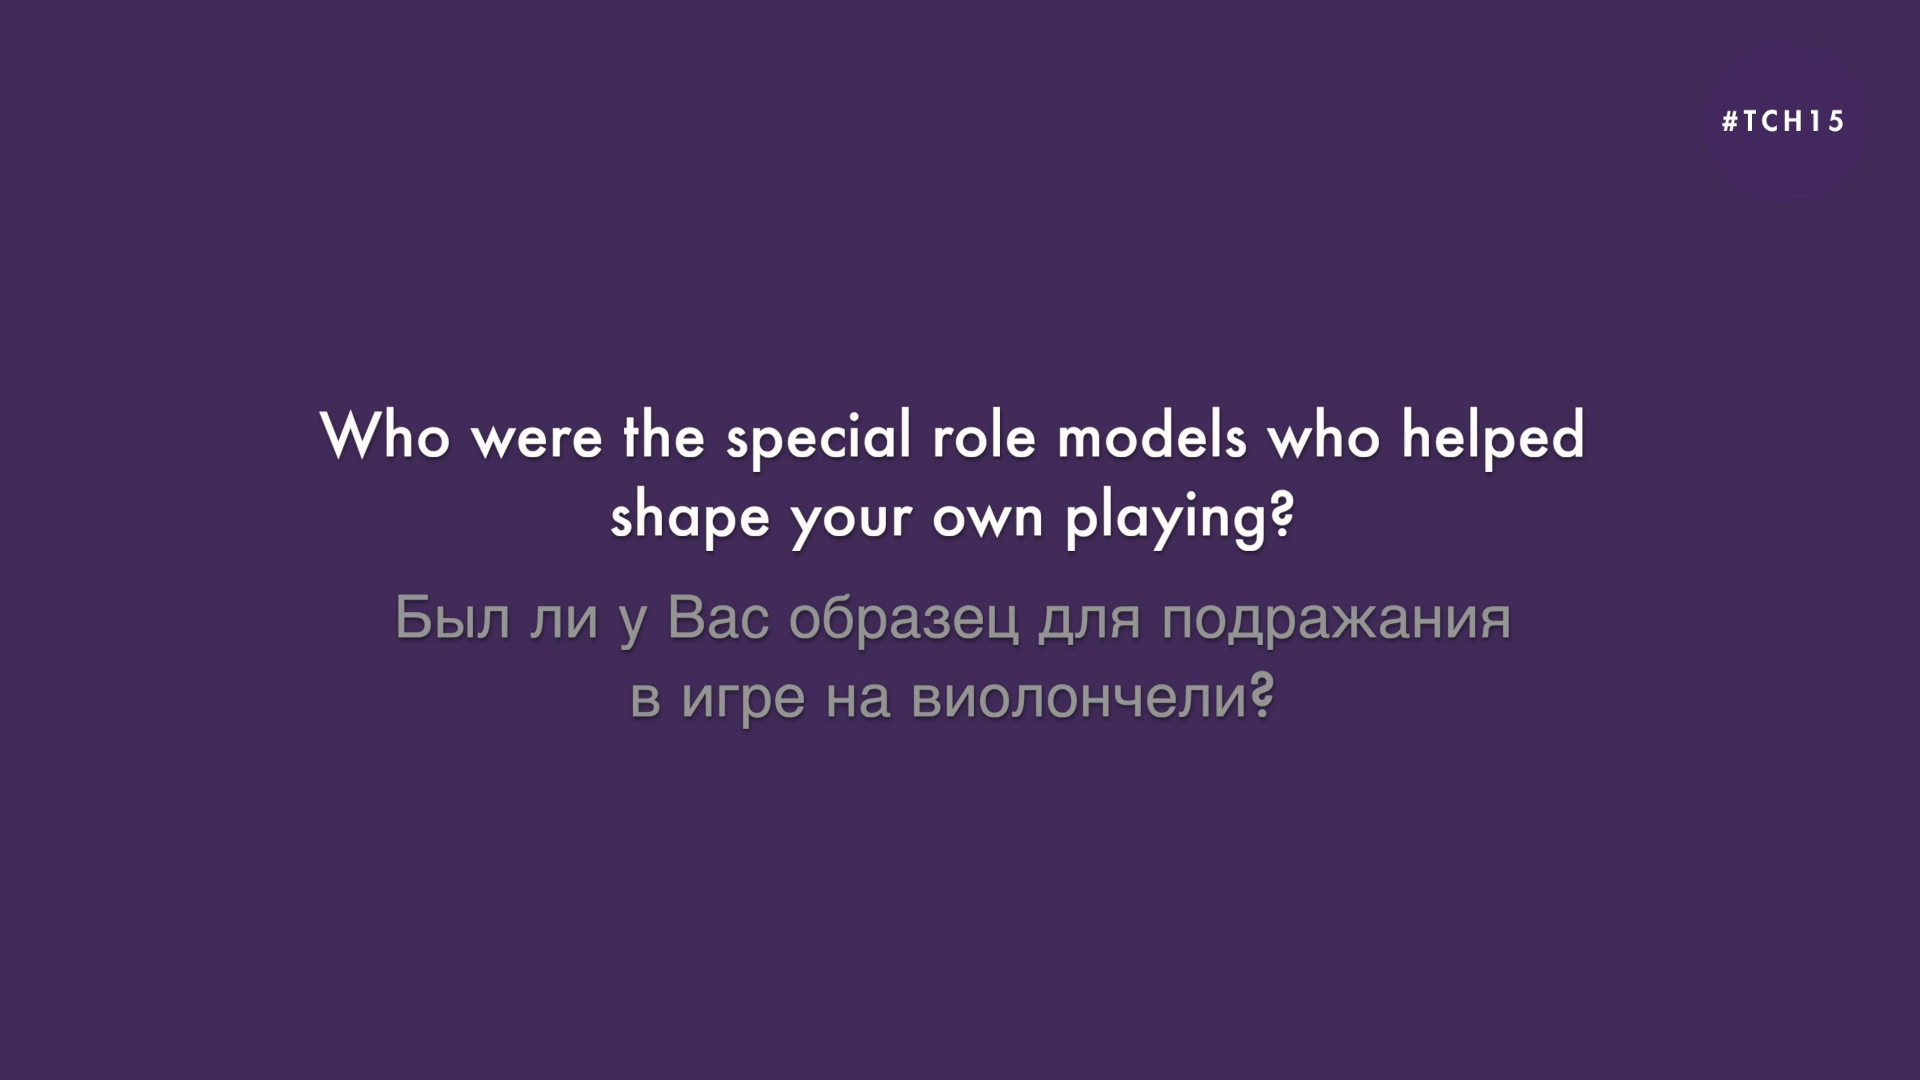 #TCH15
Who were the special role models who helped
shape your own playing?
Был ли у Вас образец для подражания
в игре на виолончели?